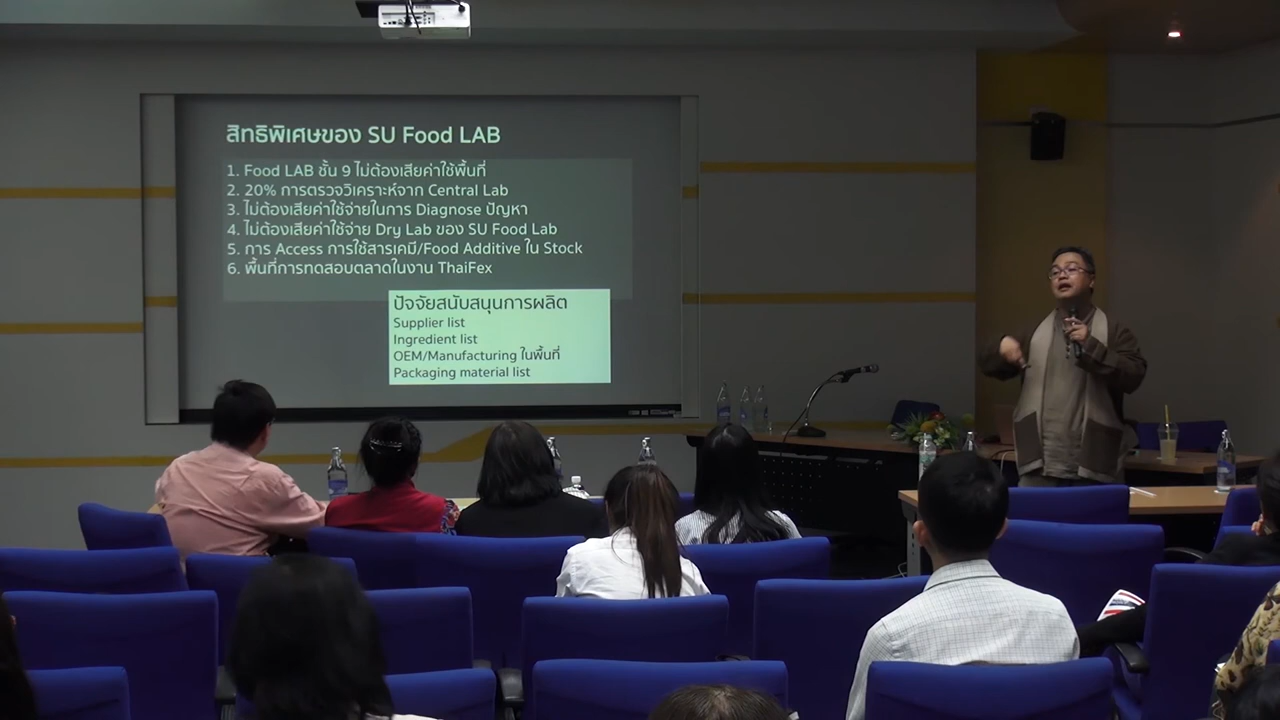 สิทธิพิเศษของ SU Food LAB
1. Food LAB ชั้น 9 ไม่ต้องเสียค่าใช้พื้นที่
2. 20% การตรวจวิเคราะห์จาก Central Lab
3. ไม่ต้องเสียค่าใช้จ่ายในการ Diagnose ปัญหา
4. ไม่ต้องเสียค่าใช้จ่าย Dry Lab ของ SU Food Lab
5. การ Access การใช้สารเคมี/Food Additive ใน Stock
6. พื้นที่การทดสอบตลาดในงาน ThaiFex
ปัจจัยสนับสนุนการผลิต
Supplier list
Ingredient list
OEM/Manufacturing ในพื้นที่
Packaging material list